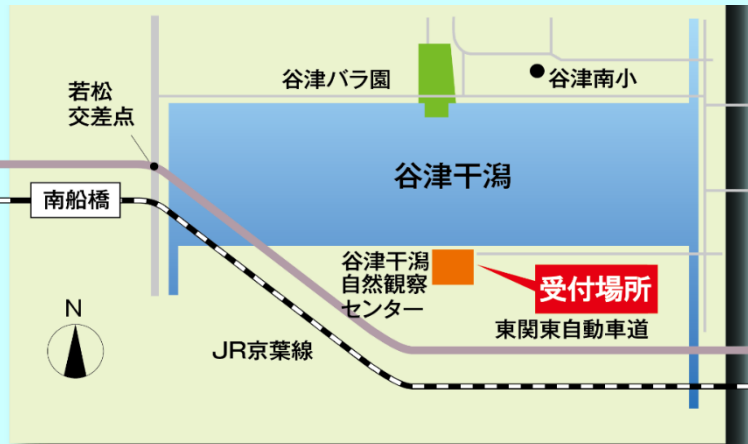 谷津バラ園
谷津南小
若松
交差点
谷津干潟
南船橋
谷津干潟
自然観察
センター
受付場所
東関東自動車道
N
JR京葉線